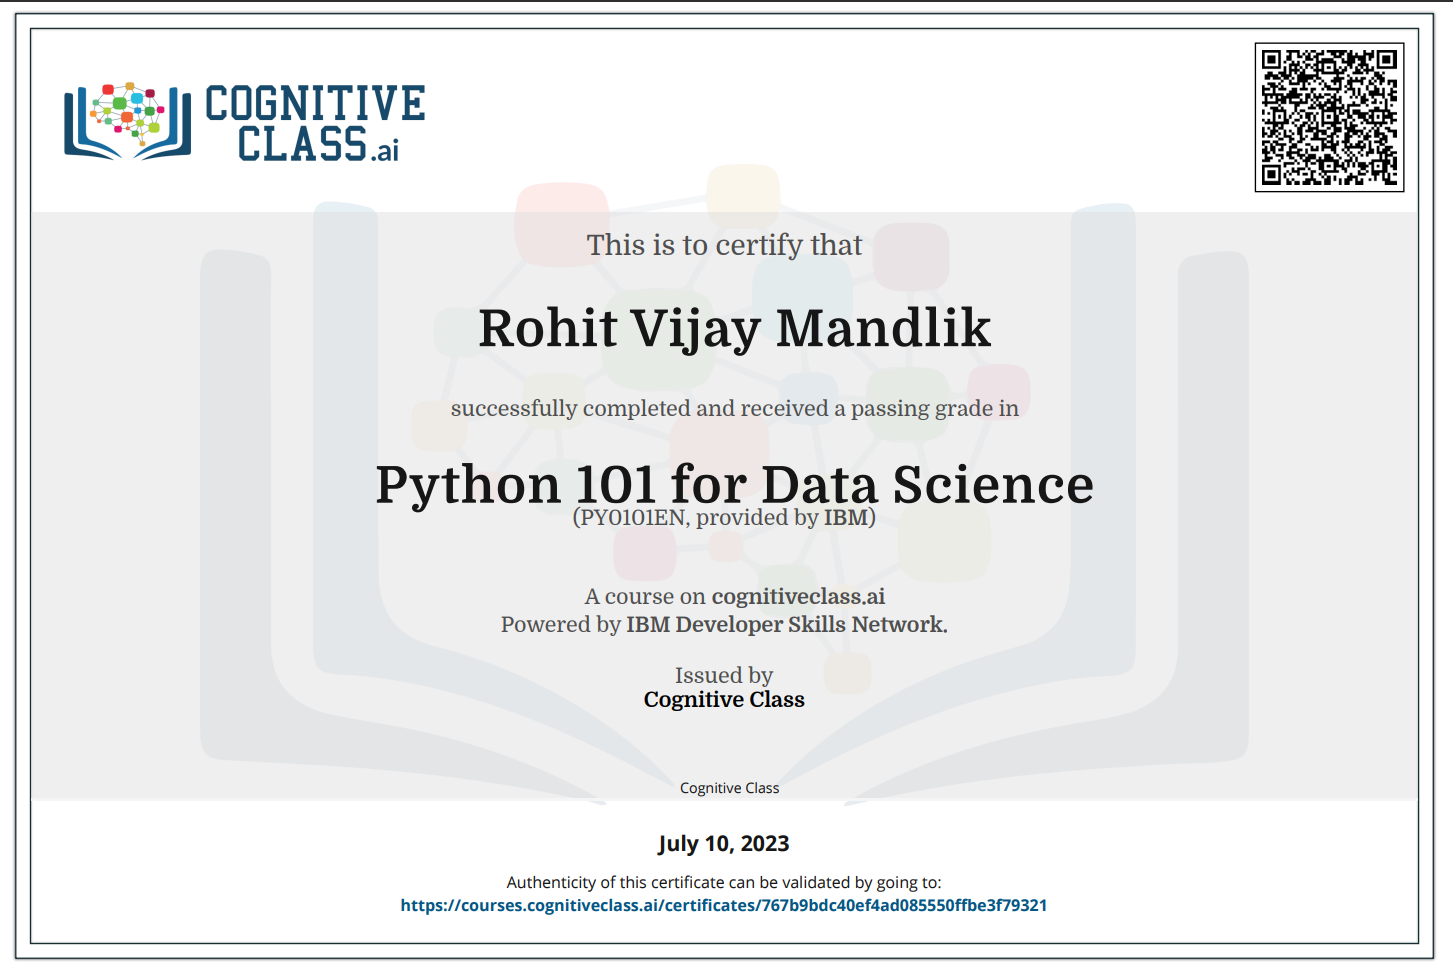 COGNITIVE
CLASS.ai
This is to certify that
Rohit Vijay Mandlik
successfully completed and received a passing grade in
Python 101 for Data Science
(PY0101EN, provided by IBM)
A course on cognitiveclass.ai
Powered by IBM Developer Skills Network.
Issued by
Cognitive Class
Cognitive Class
July 10, 2023
Authenticity of this certificate can be validated by going to:
https://courses.cognitiveclass.ai/certificates/767b9bdc40ef4ad085550ffbe3f79321